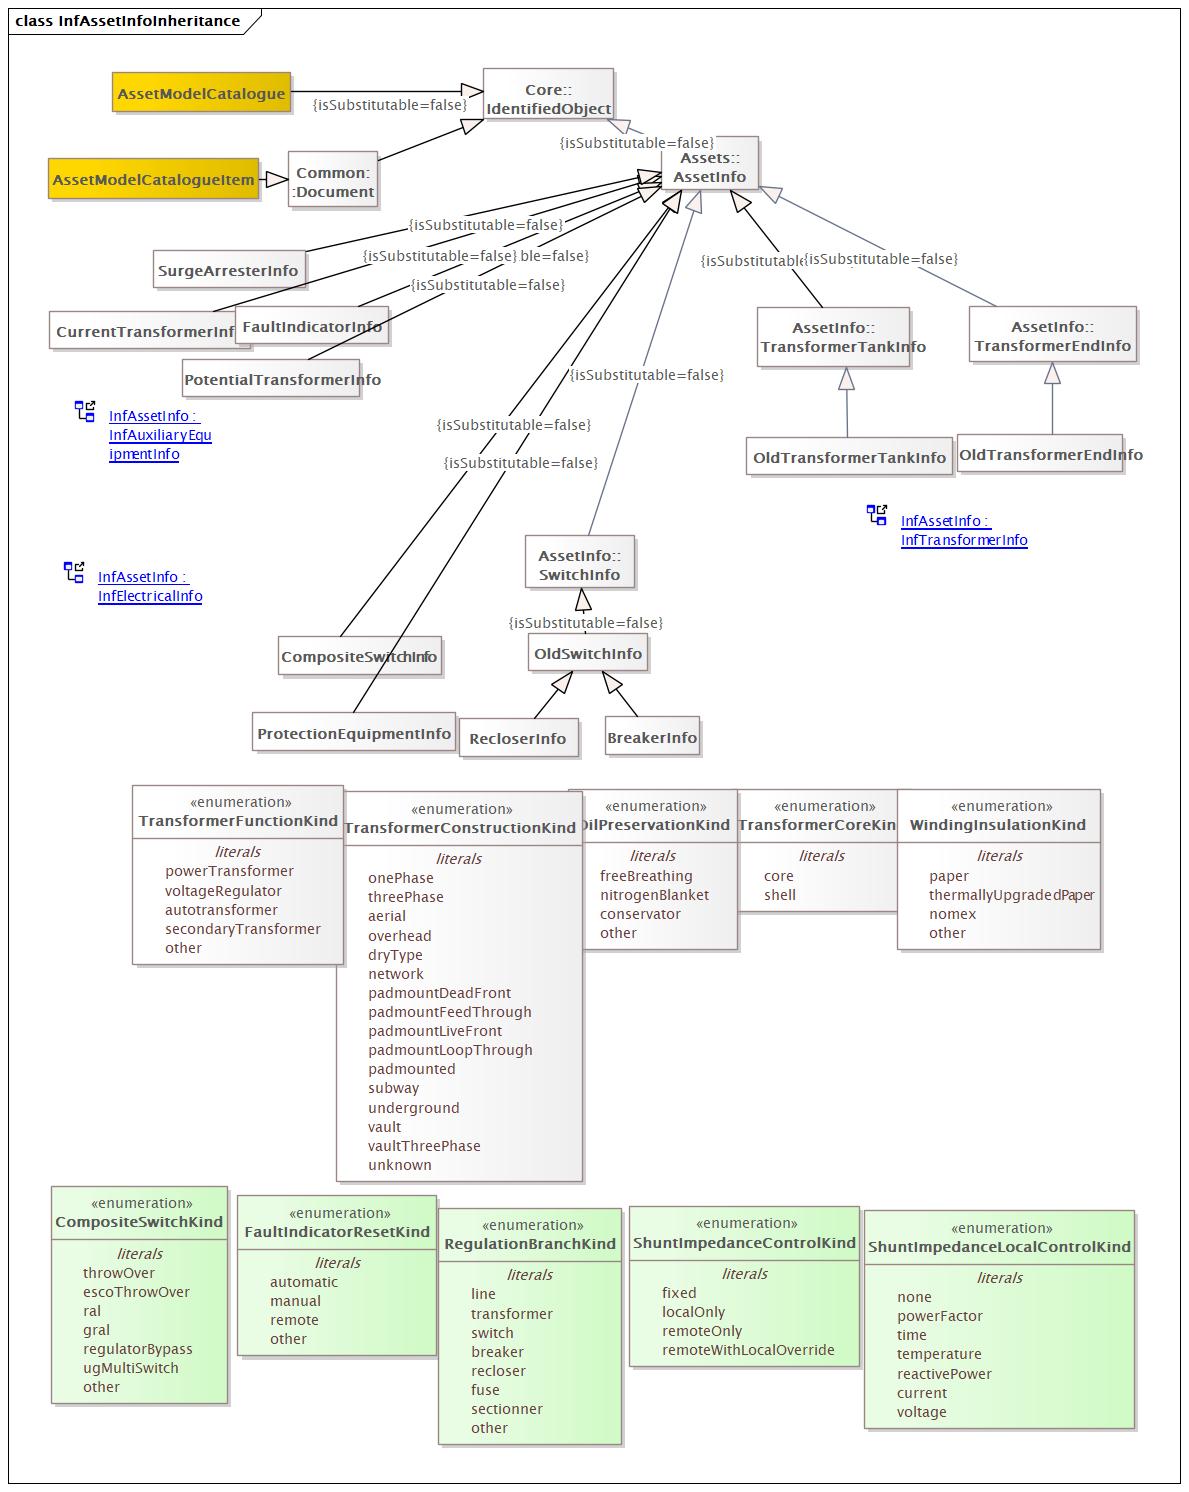 class InfAssetInfoInheritance
AssetModelCatalogue
{isSubstitutable=false}
Core::
IdentifiedObject
{isSubstitutable=false}
Assets::
AssetInfo
AssetModelCatalogueItem
Common:
:Document
{isSubstitutable=false}
{isSubstitutable=false}
ble=false}
{isSubstitutable=false}
{isSubstitutable
{isSubstitutable=false}
SurgeArresterInfo
CurrentTransformerInf
FaultIndicatorInfo
PotentialTransformerInfo
AssetInfo::
TransformerTankInfo
AssetInfo::
TransformerEndInfo
{isSubstitutable=false}
InfAssetInfo :
InfAuxiliaryEqu
ipmentInfo
{isSubstitutable=false}
{isSubstitutable=false}
OldTransformerTankInfo
OldTransformerEndInfo
InfAssetInfo :
InfTransformerInfo
InfAssetInfo :
InfElectricalInfo
AssetInfo::
SwitchInfo
{isSubstitutable=false}
CompositeSwitchInfo
OldSwitchInfo
ProtectionEquipmentInfo
RecloserInfo
BreakerInfo
«enumeration»
TransformerFunctionKind
literals
powerTransformer
voltageRegulator
autotransformer
secondaryTransformer
other
«enumeration»
TransformerConstructionKind
literals
onePhase
threePhase
aerial
overhead
dryType
network
padmountDeadFront
padmountFeedThrough
padmountLiveFront
padmountLoopThrough
padmounted
subway
underground
vault
vaultThreePhase
unknown
«enumeration»
OilPreservationKind
literals
freeBreathing
nitrogenBlanket
conservator
other
«enumeration»
TransformerCoreKin
literals
core
shell
«enumeration»
WindingInsulationKind
literals
paper
thermallyUpgradedPaper
nomex
other
«enumeration»
CompositeSwitchKind
literals
throwOver
escoThrowOver
ral
gral
regulatorBypass
ugMultiSwitch
other
«enumeration»
FaultIndicatorResetKind
literals
automatic
manual
remote
other
«enumeration»
RegulationBranchKind
literals
line
transformer
switch
breaker
recloser
fuse
sectionner
other
«enumeration»
ShuntImpedanceControlKind
literals
fixed
localOnly
remoteOnly
remoteWithLocalOverride
«enumeration»
ShuntImpedanceLocalControlKind
literals
none
powerFactor
time
temperature
reactivePower
current
voltage